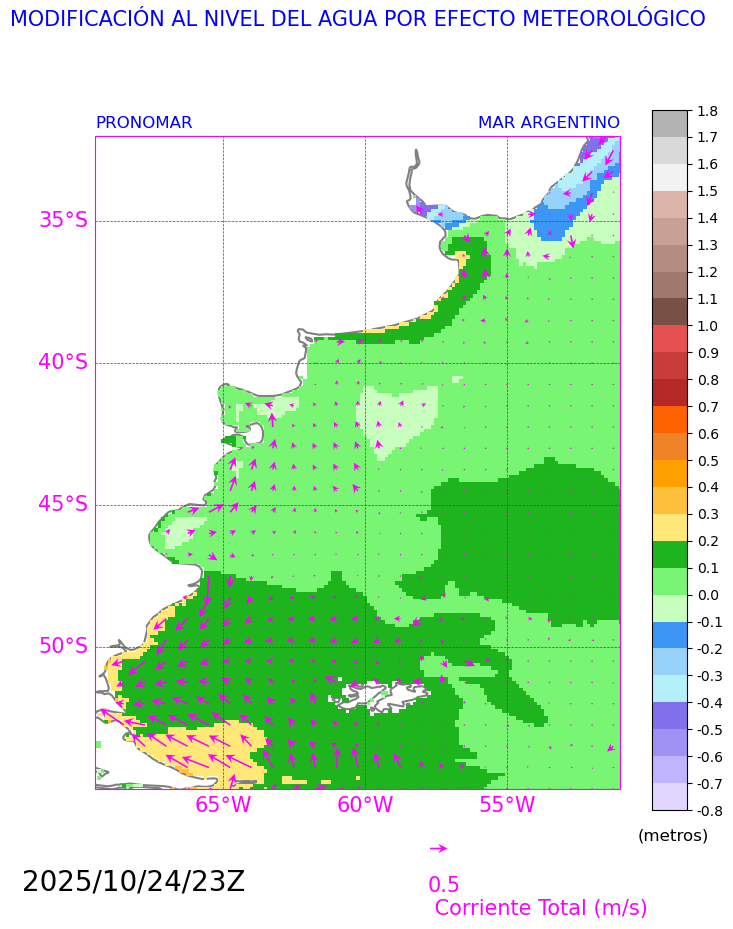 MODIFICACIÓN AL NIVEL DEL AGUA POR EFECTO METEOROLÓGICO
PRONOMAR MAR ARGENTINO
35°S
40°S
45°S
50°S
65°W 60°W 55°W
1.8
1.7
1.6
1.5
1.4
1.3
1.2
1.1
1.0
0.9
0.8
0.7
0.6
0.5
0.4
0.3
0.2
0.1
0.0
-0.1
-0.2
-0.3
-0.4
-0.5
-0.6
-0.7
-0.8
(metros)
2025/10/24/23Z
0.5
Corriente Total (m/s)